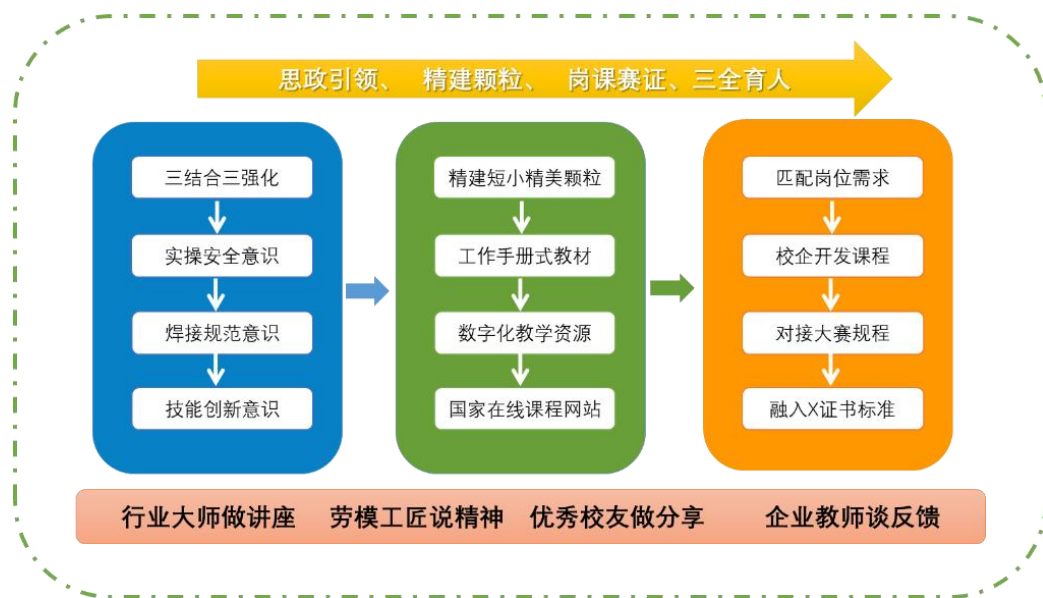 思政引领、 精建颗粒、 岗课赛证、三全育人
三结合三强化
实操安全意识
焊接规范意识
技能创新意识
精建短小精美颗粒
工作手册式教材
数字化教学资源
国家在线课程网站
匹配岗位需求
校企开发课程
对接大赛规程
融入X证书标准
行业大师做讲座 劳模工匠说精神 优秀校友做分享 企业教师谈反馈